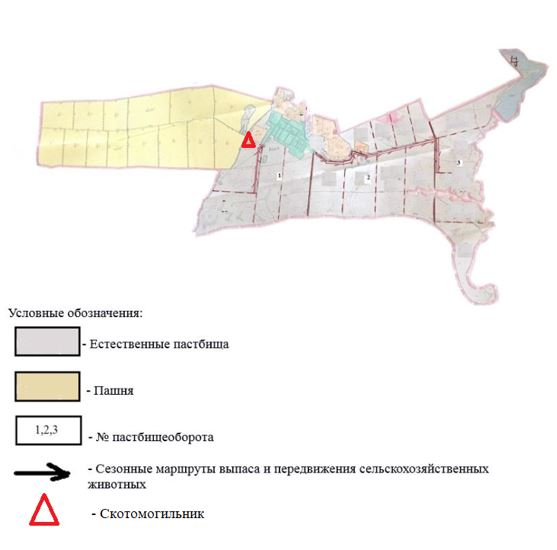 1
2
3
Условные обозначения:
- Естественные пастбища
- Пашня
1,2,3
- № пастбищеоборота
- Сезонные маршруты выпаса и передвижения сельскохозяйственных
животных
- Скотомогильник